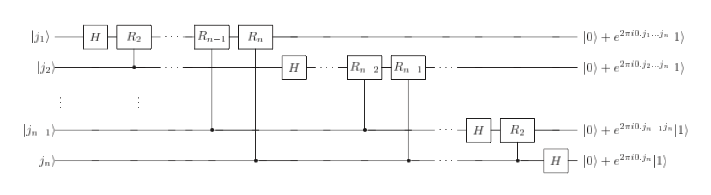 |j₁⟩ H R₂ ··· Rₙ₋₁ Rₙ |0⟩ + e^{2πi0.j₁...jₙ} 1⟩
|j₂⟩ ··· H ··· Rₙ ₂ Rₙ ₁ ··· |0⟩ + e^{2πi0.j₂...jₙ} 1⟩
⋮ ⋮
|jₙ ₁⟩ ··· H R₂ |0⟩ + e^{2πi0.jₙ ₁jₙ}|1⟩
jₙ⟩ ··· H |0⟩ + e^{2πi0.jₙ}|1⟩